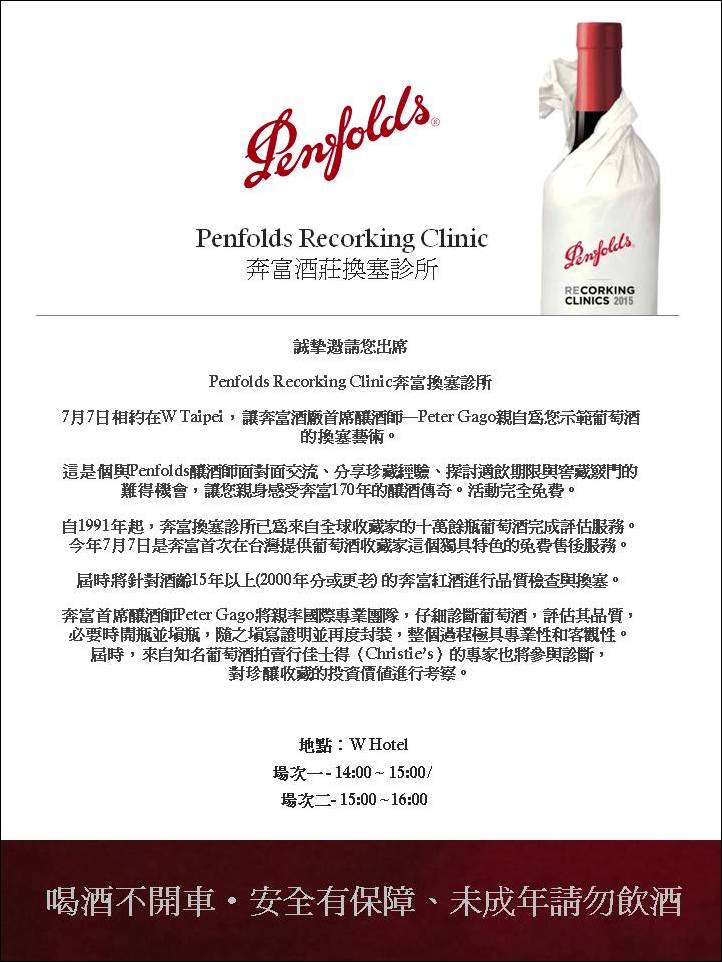 Penfolds®
Penfolds Recorking Clinic
奔富酒莊換塞診所
Penfolds
RECORKING
CLINICS 2015
誠摯邀請您出席
Penfolds Recorking Clinic奔富換塞診所
7月7日相約在W Taipei，讓奔富酒廠首席釀酒師—Peter Gago親自為您示範葡萄酒
的換塞藝術。
這是個與Penfolds釀酒師面對面交流、分享珍藏經驗、探討適飲期限與窖藏竅門的
難得機會，讓您親身感受奔富170年的釀酒傳奇。活動完全免費。
自1991年起，奔富換塞診所已為來自全球收藏家的十萬餘瓶葡萄酒完成評估服務。
今年7月7日是奔富首次在台灣提供葡萄酒收藏家這個獨具特色的免費售後服務。
屆時將針對酒齡15年以上(2000年分或更老) 的奔富紅酒進行品質檢查與換塞。
奔富首席釀酒師Peter Gago將親率國際專業團隊，仔細診斷葡萄酒，評估其品質，
必要時開瓶並填瓶，隨之填寫證明並再度封裝，整個過程極具專業性和客觀性。
屆時，來自知名葡萄酒拍賣行佳士得（Christie's）的專家也將參與診斷，
對珍釀收藏的投資價值進行考察。
地點：W Hotel
場次一 - 14:00 ~ 15:00/
場次二- 15:00 ~16:00
喝酒不開車‧安全有保障、未成年請勿飲酒